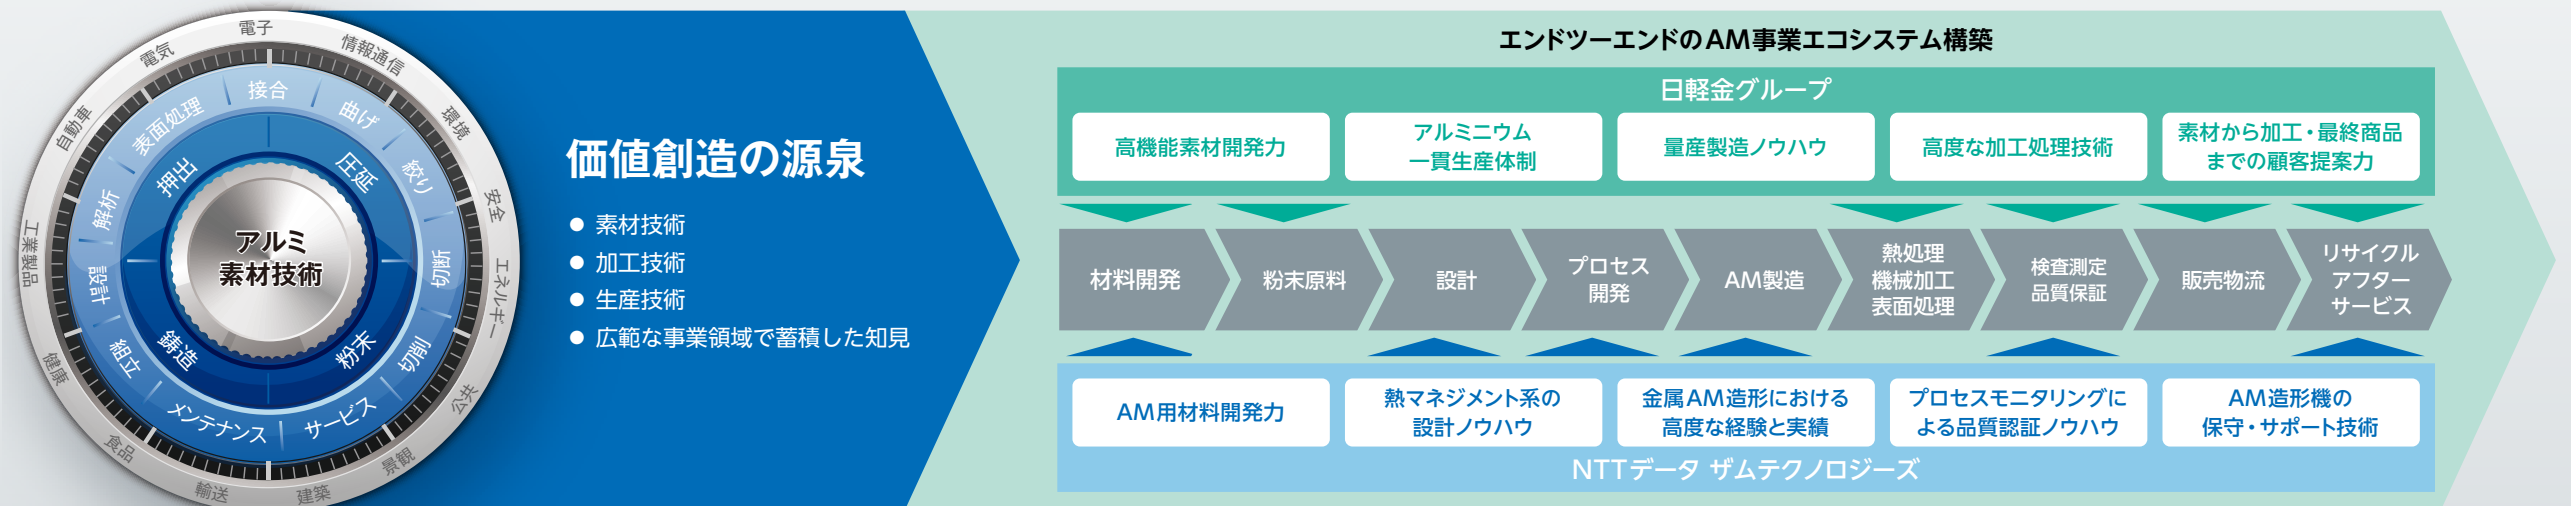 電子
情報通信
環境
安全
エネルギー
公共
景観
建築
輸送
食品
健康
工業製品
自動車
電気
接合
曲げ
絞り
切断
切削
サービス
メンテナンス
組立
設計
解析
表面処理
押出
圧延
粉末
鋳造
アルミ
素材技術
価値創造の源泉
● 素材技術
● 加工技術
● 生産技術
● 広範な事業領域で蓄積した知見
エンドツーエンドのAM事業エコシステム構築
日軽金グループ
高機能素材開発力
アルミニウム
一貫生産体制
量産製造ノウハウ
高度な加工処理技術
素材から加工・最終商品
までの顧客提案力
材料開発
粉末原料
設計
プロセス
開発
AM製造
熱処理
機械加工
表面処理
検査測定
品質保証
販売物流
リサイクル
アフター
サービス
AM用材料開発力
熱マネジメント系の
設計ノウハウ
金属AM造形における
高度な経験と実績
プロセスモニタリングに
よる品質認証ノウハウ
AM造形機の
保守・サポート技術
NTTデータ ザムテクノロジーズ